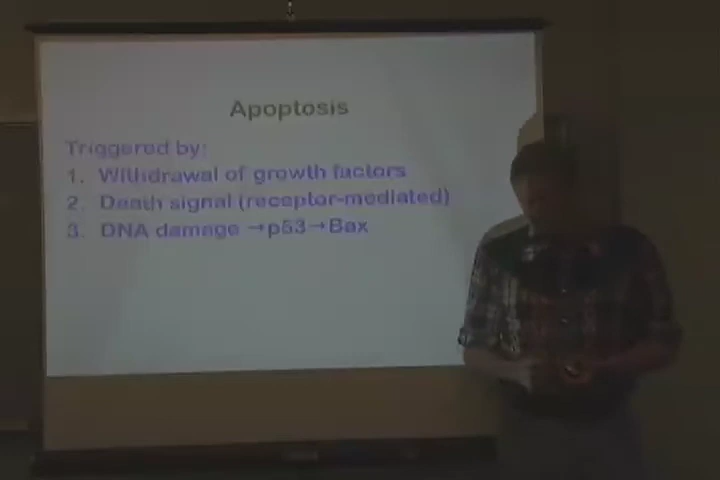 Apoptosis
Triggered by:
1. Withdrawal of growth factors
2. Death signal (receptor-mediated)
3. DNA damage →p53→Bax